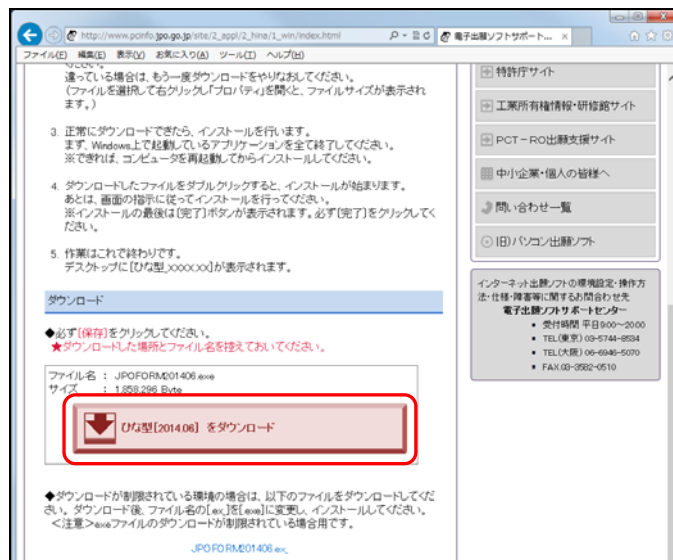 http://www.pcinfo.jpo.go.jp/site/2_appl/2_hina/1_win/index.html
電子出願ソフトサポート...
ファイル(F) 編集(E) 表示(V) お気に入り(A) ツール(T) ヘルプ(H)
違っている場合は、もう一度ダウンロードをやりなおしてください。
(ファイルを選択して右クリックし「プロパティ」を開くと、ファイルサイズが表示されます。)
3. 正常にダウンロードできたら、インストールを行います。
まず、Windows上で起動しているアプリケーションを全て終了してください。
※できれば、コンピュータを再起動してからインストールしてください。
4. ダウンロードしたファイルをダブルクリックすると、インストールが始まります。
あとは、画面の指示に従ってインストールを行ってください。
※インストールの最後は[完了]ボタンが表示されます。必ず[完了]をクリックしてください。
5. 作業はこれで終わりです。
デスクトップに[ひな型_xxxx.xx]が表示されます。
ダウンロード
◆必ず[保存]をクリックしてください。
★ダウンロードした場所とファイル名を控えておいてください。
ファイル名 : JPOFORM201406.exe
サイズ : 1,858,296 Byte
ひな型[2014.06] をダウンロード
◆ダウンロードが制限されている環境の場合は、以下のファイルをダウンロードしてください。ダウンロード後、ファイル名の[.ex_]を[.exe]に変更し、インストールしてください。
<注意>exeファイルのダウンロードが制限されている場合用です。
JPOFORM201406.ex_
特許庁サイト
工業所有権情報・研修館サイト
PCT-RO出願支援サイト
中小企業・個人の皆様へ
問い合わせ一覧
(旧)パソコン出願ソフト
インターネット出願ソフトの環境設定・操作方法・仕様・障害等に関するお問合わせ先
電子出願ソフトサポートセンター
受付時間 平日9:00～20:00
TEL(東京) 03-5744-8534
TEL(大阪) 06-6946-5070
FAX.03-3582-0510